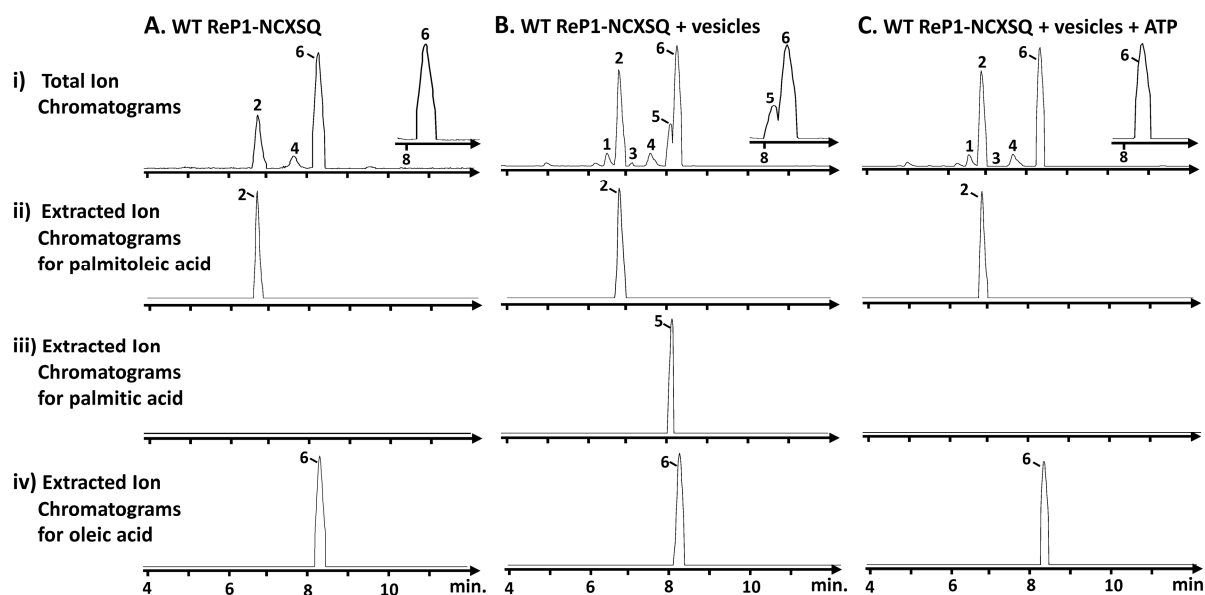 A. WT ReP1-NCXSQ
B. WT ReP1-NCXSQ + vesicles
C. WT ReP1-NCXSQ + vesicles + ATP
i) Total Ion
Chromatograms
2
4
6
6
8
1
2
3
4
5
6
5
6
8
1
2
3
4
6
6
8
ii) Extracted Ion
Chromatograms
for palmitoleic acid
2
2
2
iii) Extracted Ion
Chromatograms
for palmitic acid
5
iv) Extracted Ion
Chromatograms
for oleic acid
6
6
6
4 6 8 10 min.
4 6 8 10 min.
4 6 8 10 min.